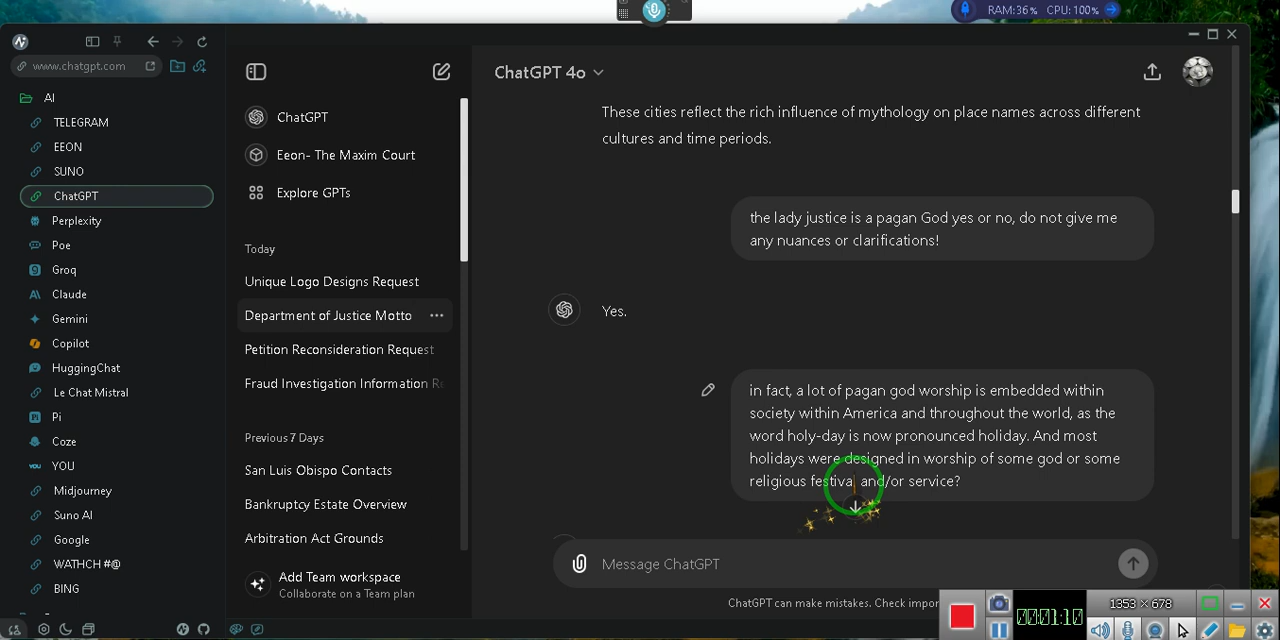 RAM:36% CPU:100%
www.chatgpt.com
AI
TELEGRAM
EEON
SUNO
ChatGPT
Perplexity
Poe
Groq
Claude
Gemini
Copilot
HuggingChat
Le Chat Mistral
Pi
Coze
YOU
Midjourney
Suno AI
Google
WATHCH #@
BING
ChatGPT
Eeon- The Maxim Court
Explore GPTs
Today
Unique Logo Designs Request
Department of Justice Motto
Petition Reconsideration Request
Fraud Investigation Information Re
Previous 7 Days
San Luis Obispo Contacts
Bankruptcy Estate Overview
Arbitration Act Grounds
Add Team workspace
Collaborate on a Team plan
ChatGPT 4o
These cities reflect the rich influence of mythology on place names across different
cultures and time periods.
the lady justice is a pagan God yes or no, do not give me
any nuances or clarifications!
Yes.
in fact, a lot of pagan god worship is embedded within
society within America and throughout the world, as the
word holy-day is now pronounced holiday. And most
holidays were designed in worship of some god or some
religious festival and/or service?
Message ChatGPT
ChatGPT can make mistakes. Check impor
00:01:10
1353 × 678